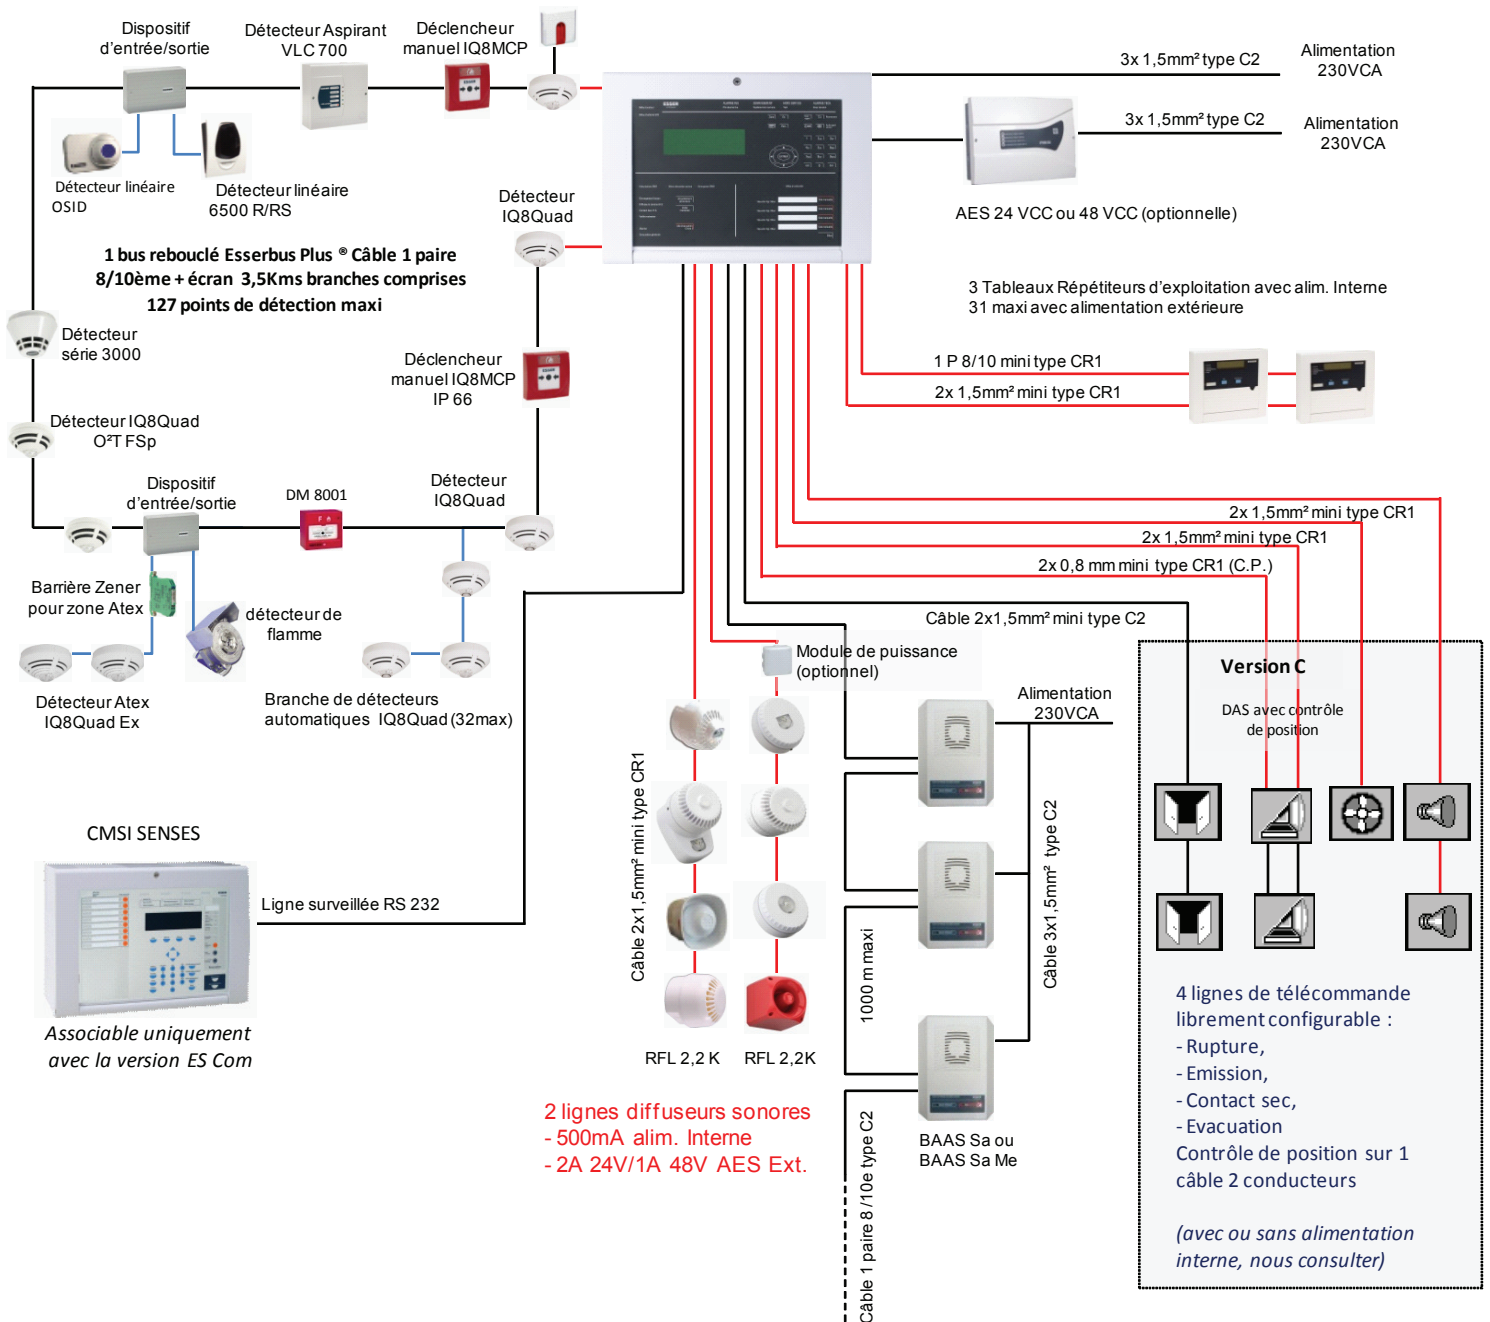 Dispositif
d'entrée/sortie
Détecteur Aspirant
VLC 700
Déclencheur
manuel IQ8MCP
3x 1,5mm² type C2
Alimentation
230VCA
3x 1,5mm² type C2
Alimentation
230VCA
AES 24 VCC ou 48 VCC (optionnelle)
Détecteur linéaire
OSID
Détecteur linéaire
6500 R/RS
Détecteur
IQ8Quad
1 bus rebouclé Esserbus Plus ® Câble 1 paire
8/10ème + écran 3,5Kms branches comprises
127 points de détection maxi
3 Tableaux Répétiteurs d'exploitation avec alim. Interne
31 maxi avec alimentation extérieure
Détecteur
série 3000
Déclencheur
manuel IQ8MCP
IP 66
1 P 8/10 mini type CR1
2x 1,5mm² mini type CR1
Détecteur IQ8Quad
O²T FSp
Dispositif
d'entrée/sortie
DM 8001
Détecteur
IQ8Quad
2x 1,5mm² mini type CR1
2x 1,5mm² mini type CR1
2x 0,8 mm mini type CR1 (C.P.)
Câble 2x1,5mm² mini type C2
Barrière Zener
pour zone Atex
détecteur de
flamme
Détecteur Atex
IQ8Quad Ex
Branche de détecteurs
automatiques IQ8Quad (32max)
Module de puissance
(optionnel)
Alimentation
230VCA
Version C
DAS avec contrôle
de position
Câble 2x1,5mm² mini type CR1
Câble 3x1,5mm² type C2
1000 m maxi
CMSI SENSES
Ligne surveillée RS 232
Associable uniquement
avec la version ES Com
RFL 2,2 K
RFL 2,2K
2 lignes diffuseurs sonores
- 500mA alim. Interne
- 2A 24V/1A 48V AES Ext.
Câble 1 paire 8 /10e type C2
BAAS Sa ou
BAAS Sa Me
4 lignes de télécommande
librement configurable :
- Rupture,
- Emission,
- Contact sec,
- Evacuation
Contrôle de position sur 1
câble 2 conducteurs
(avec ou sans alimentation
interne, nous consulter)